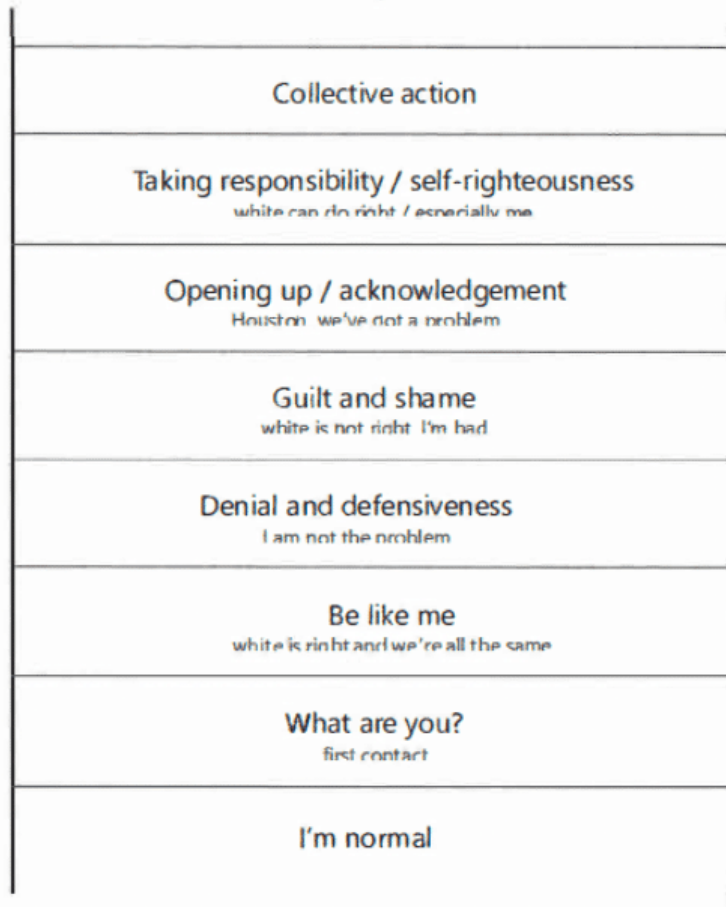 Collective action
Taking responsibility / self-righteousness
white can do right / especially me
Opening up / acknowledgement
Houston we've got a problem
Guilt and shame
white is not right I'm bad
Denial and defensiveness
I am not the problem
Be like me
white is right and we're all the same
What are you?
first contact
I'm normal